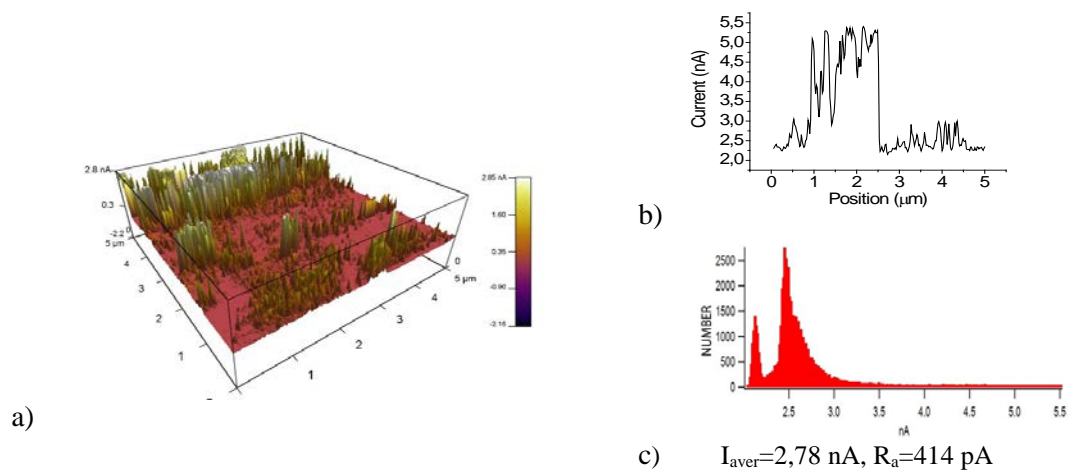 2.8 nA
0.3
-2.2
5 µm
4
3
2
1
1
2
3
4
5 µm
0
0
2.85 nA
1.60
0.35
-0.90
-2.16
a)
5,5
5,0
4,5
4,0
3,5
3,0
2,5
2,0
Current (nA)
0 1 2 3 4 5
Position (µm)
b)
2500
2000
1500
1000
500
0
NUMBER
2.5 3.0 3.5 4.0 4.5 5.0 5.5
nA
c) Iaver=2,78 nA, Ra=414 pA